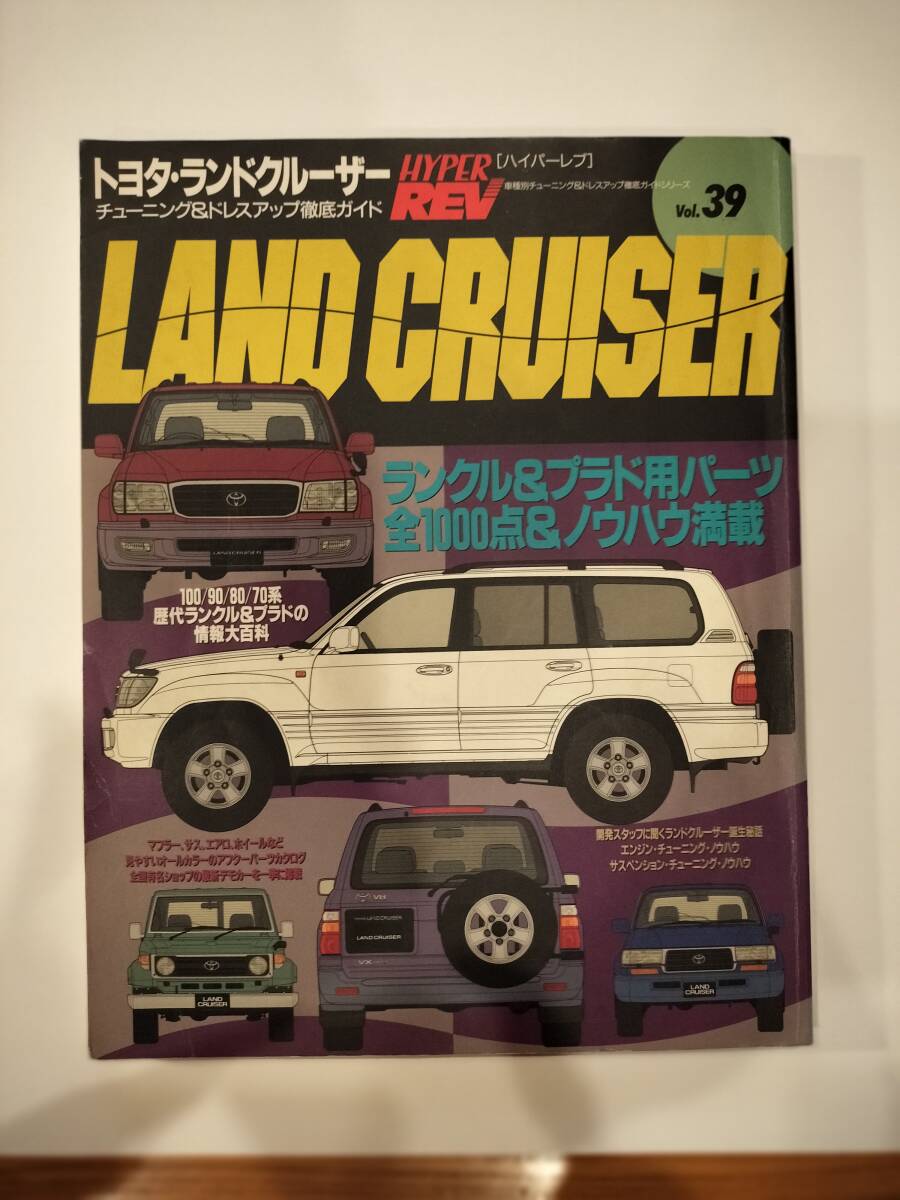 トヨタ・ランドクルーザー
チューニング&ドレスアップ徹底ガイド
HYPER REV
[ハイパーレブ]
車種別チューニング&ドレスアップ徹底ガイドシリーズ
Vol.39
LAND CRUISER
ランクル&プラド用パーツ
全1000点&ノウハウ満載
LAND CRUISER
100/90/80/70系
歴代ランクル&プラドの
情報大百科
マフラー、サス、エアロ、ホイールなど
見やすいオールカラーのアフターパーツカタログ
全国有名ショップの最新デモカーを一挙に掲載
開発スタッフに聞くランドクルーザー誕生秘話
エンジン・チューニング・ノウハウ
サスペンション・チューニング・ノウハウ
V8
LAND CRUISER
LAND CRUISER
VX
LAND
CRUISER
LAND
CRUISER